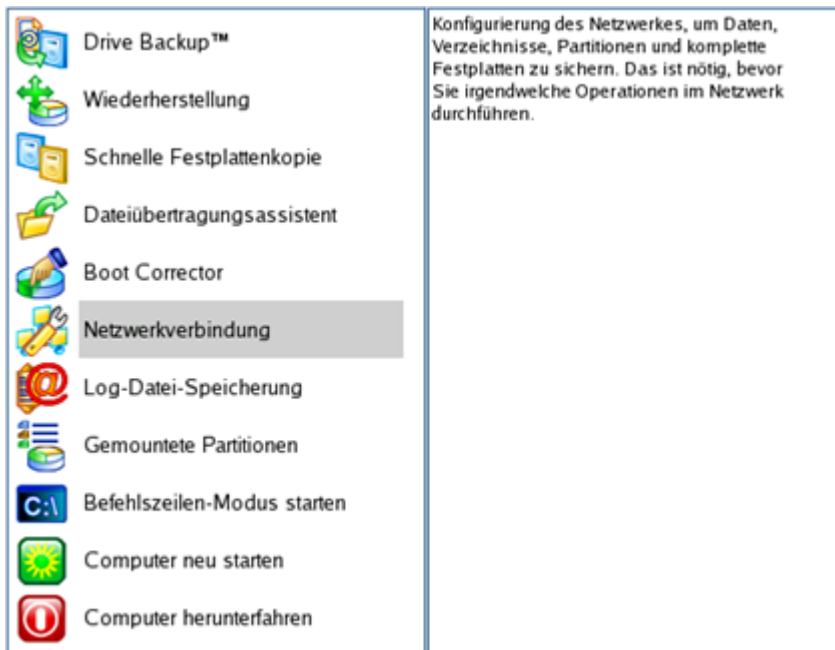 Drive Backup™
Wiederherstellung
Schnelle Festplattenkopie
Dateiübertragungsassistent
Boot Corrector
Netzwerkverbindung
Log-Datei-Speicherung
Gemountete Partitionen
C:\
Befehlszeilen-Modus starten
Computer neu starten
Computer herunterfahren
Konfigurierung des Netzwerkes, um Daten,
Verzeichnisse, Partitionen und komplette
Festplatten zu sichern. Das ist nötig, bevor
Sie irgendwelche Operationen im Netzwerk
durchführen.